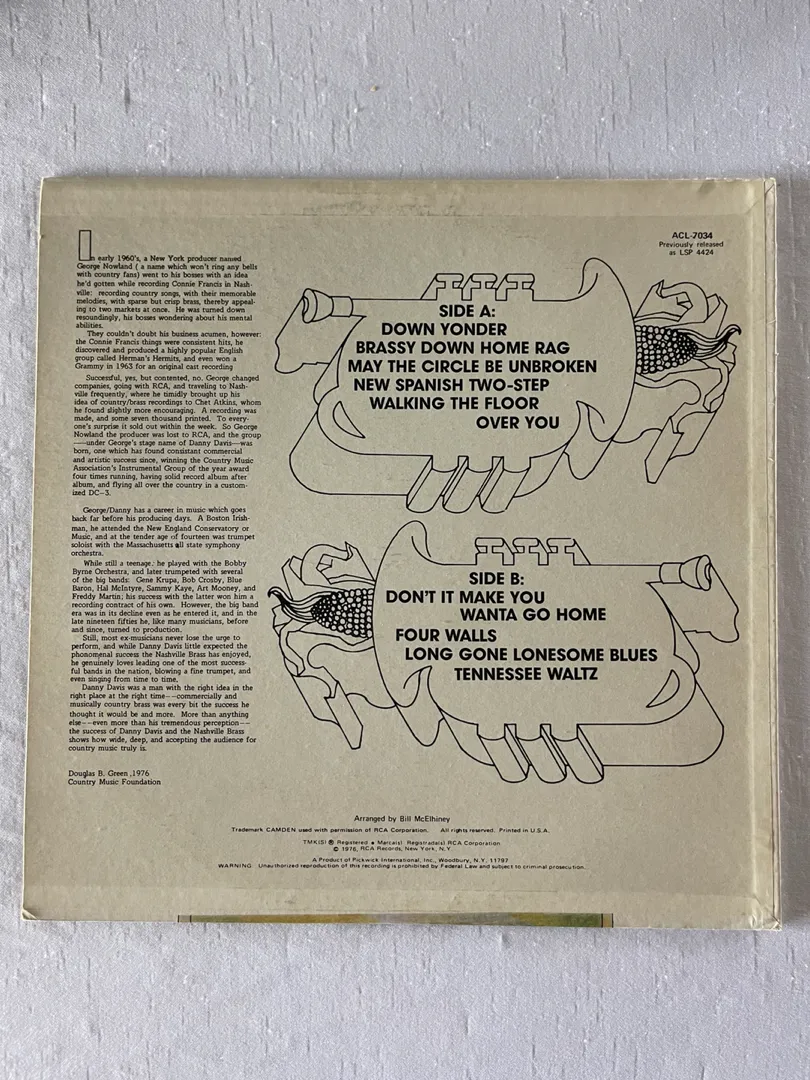 In early 1960's, a New York producer named
George Nowland ( a name which won't ring any bells
with country fans) went to his bosses with an idea
he'd gotten while recording Connie Francis in Nash-
ville: recording country songs, with their memorable
melodies, with sparse but crisp brass, thereby appeal-
ing to two markets at once. He was turned down
resoundingly, his bosses wondering about his mental
abilities.
They couldn't doubt his business acumen, however:
the Connie Francis things were consistent hits, he
discovered and produced a highly popular English
group called Herman's Hermits, and even won a
Grammy in 1963 for an original cast recording
Successful, yes, but contented, no. George changed
companies, going with RCA, and traveling to Nash-
ville frequently, where he timidly brought up his
idea of country/brass recordings to Chet Atkins, whom
he found slightly more encouraging. A recording was
made, and some seven thousand printed. To every-
one's surprise it sold out within the week. So George
Nowland the producer was lost to RCA, and the group
—under George's stage name of Danny Davis—was
born, one which has found consistant commercial
and artistic success since, winning the Country Music
Association's Instrumental Group of the year award
four times running, having solid record album after
album, and flying all over the country in a custom-
ized DC-3.
George/Danny has a career in music which goes
back far before his producing days. A Boston Irish-
man, he attended the New England Conservatory or
Music, and at the tender age of fourteen was trumpet
soloist with the Massachusetts all state symphony
orchestra.
While still a teenage, he played with the Bobby
Byrne Orchestra, and later trumpeted with several
of the big bands: Gene Krupa, Bob Crosby, Blue
Baron, Hal McIntyre, Sammy Kaye, Art Mooney, and
Freddy Martin; his success with the latter won him a
recording contract of his own. However, the big band
era was in its decline even as he entered it, and in the
late nineteen fifties he, like many musicians, before
and since, turned to production.
Still, most ex-musicians never lose the urge to
perform, and while Danny Davis little expected the
phenomenal success the Nashville Brass has enjoyed,
he genuinely loves leading one of the most success-
ful bands in the nation, blowing a fine trumpet, and
even singing from time to time.
Danny Davis was a man with the right idea in the
right place at the right time--commercially and
musically country brass was every bit the success he
thought it would be and more. More than anything
else--even more than his tremendous perception--
the success of Danny Davis and the Nashville Brass
shows how wide, deep, and accepting the audience for
country music truly is.
Douglas B. Green ,1976
Country Music Foundation
ACL-7034
Previously released
as LSP 4424
SIDE A:
DOWN YONDER
BRASSY DOWN HOME RAG
MAY THE CIRCLE BE UNBROKEN
NEW SPANISH TWO-STEP
WALKING THE FLOOR
OVER YOU
SIDE B:
DON'T IT MAKE YOU
WANTA GO HOME
FOUR WALLS
LONG GONE LONESOME BLUES
TENNESSEE WALTZ
Arranged by Bill McElhiney
Trademark CAMDEN used with permission of RCA Corporation. All rights reserved. Printed in U.S.A.
TMK(S) ® Registered • Marca(s) Registrada(s) RCA Corporation
© 1976, RCA Records, New York, N.Y.
A Product of Pickwick International, Inc., Woodbury, N.Y. 11797
WARNING Unauthorized reproduction of this recording is prohibited by Federal Law and subject to criminal prosecution.